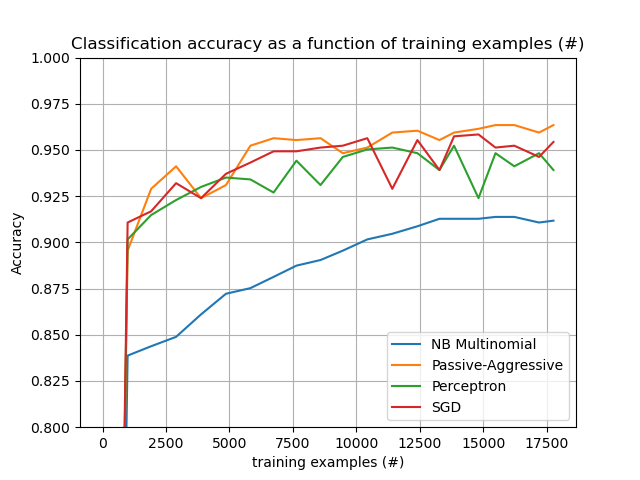 Classification accuracy as a function of training examples (#)
1.000
0.975
0.950
0.925
0.900
0.875
0.850
0.825
0.800
Accuracy
NB Multinomial
Passive-Aggressive
Perceptron
SGD
0 2500 5000 7500 10000 12500 15000 17500
training examples (#)